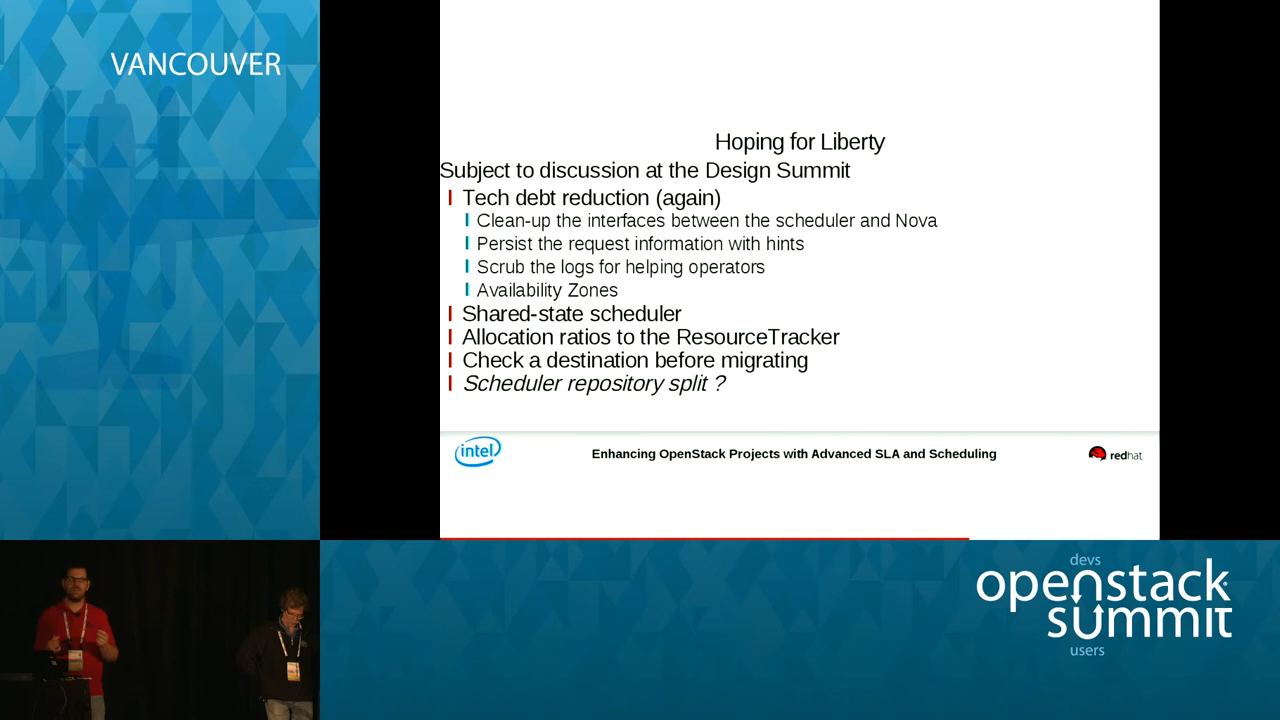 VANCOUVER
Hoping for Liberty
Subject to discussion at the Design Summit
Tech debt reduction (again)
Clean-up the interfaces between the scheduler and Nova
Persist the request information with hints
Scrub the logs for helping operators
Availability Zones
Shared-state scheduler
Allocation ratios to the ResourceTracker
Check a destination before migrating
Scheduler repository split ?
intel
Enhancing OpenStack Projects with Advanced SLA and Scheduling
redhat
devs
openstack
summit
users